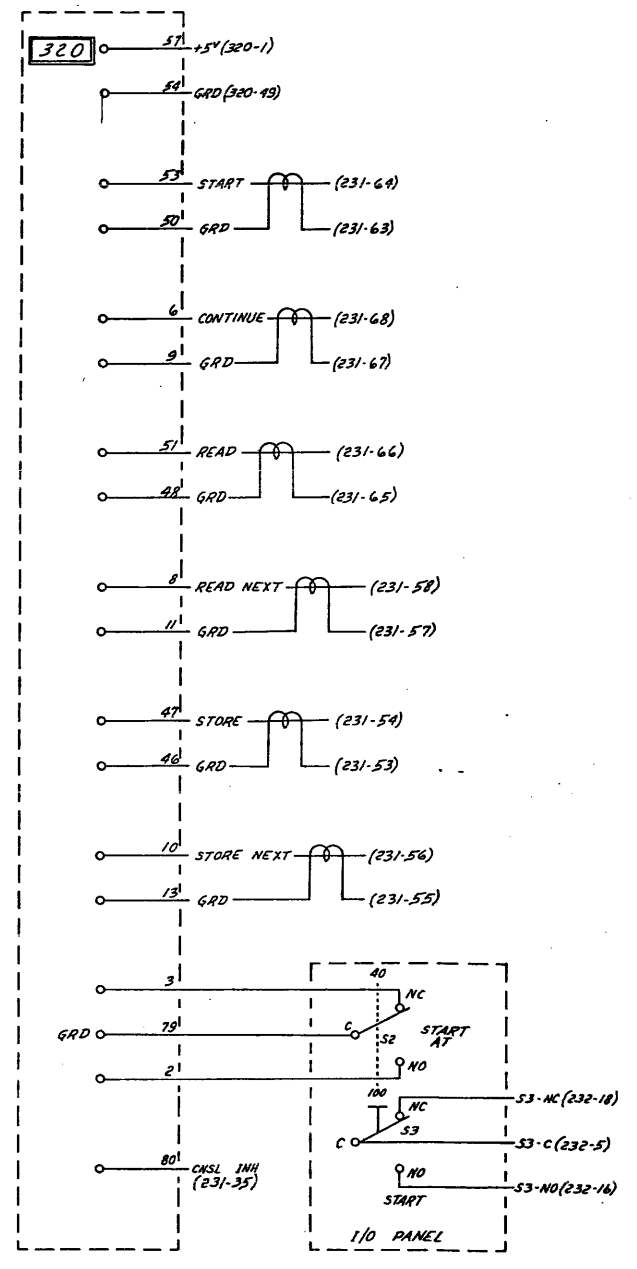 320
57 +5V (320-1)
54 GRD (320-49)
53 START (231-64)
50 GRD (231-63)
6 CONTINUE (231-68)
9 GRD (231-67)
51 READ (231-66)
48 GRD (231-65)
8 READ NEXT (231-58)
11 GRD (231-57)
47 STORE (231-54)
46 GRD (231-53)
10 STORE NEXT (231-56)
13 GRD (231-55)
3
40
NC
GRD 79 C S2 START
AT
NO
2
100
NC S3-NC (232-18)
S3
C S3-C (232-5)
80 CNSL INH
(231-35)
NO
S3-NO (232-16)
START
I/O PANEL